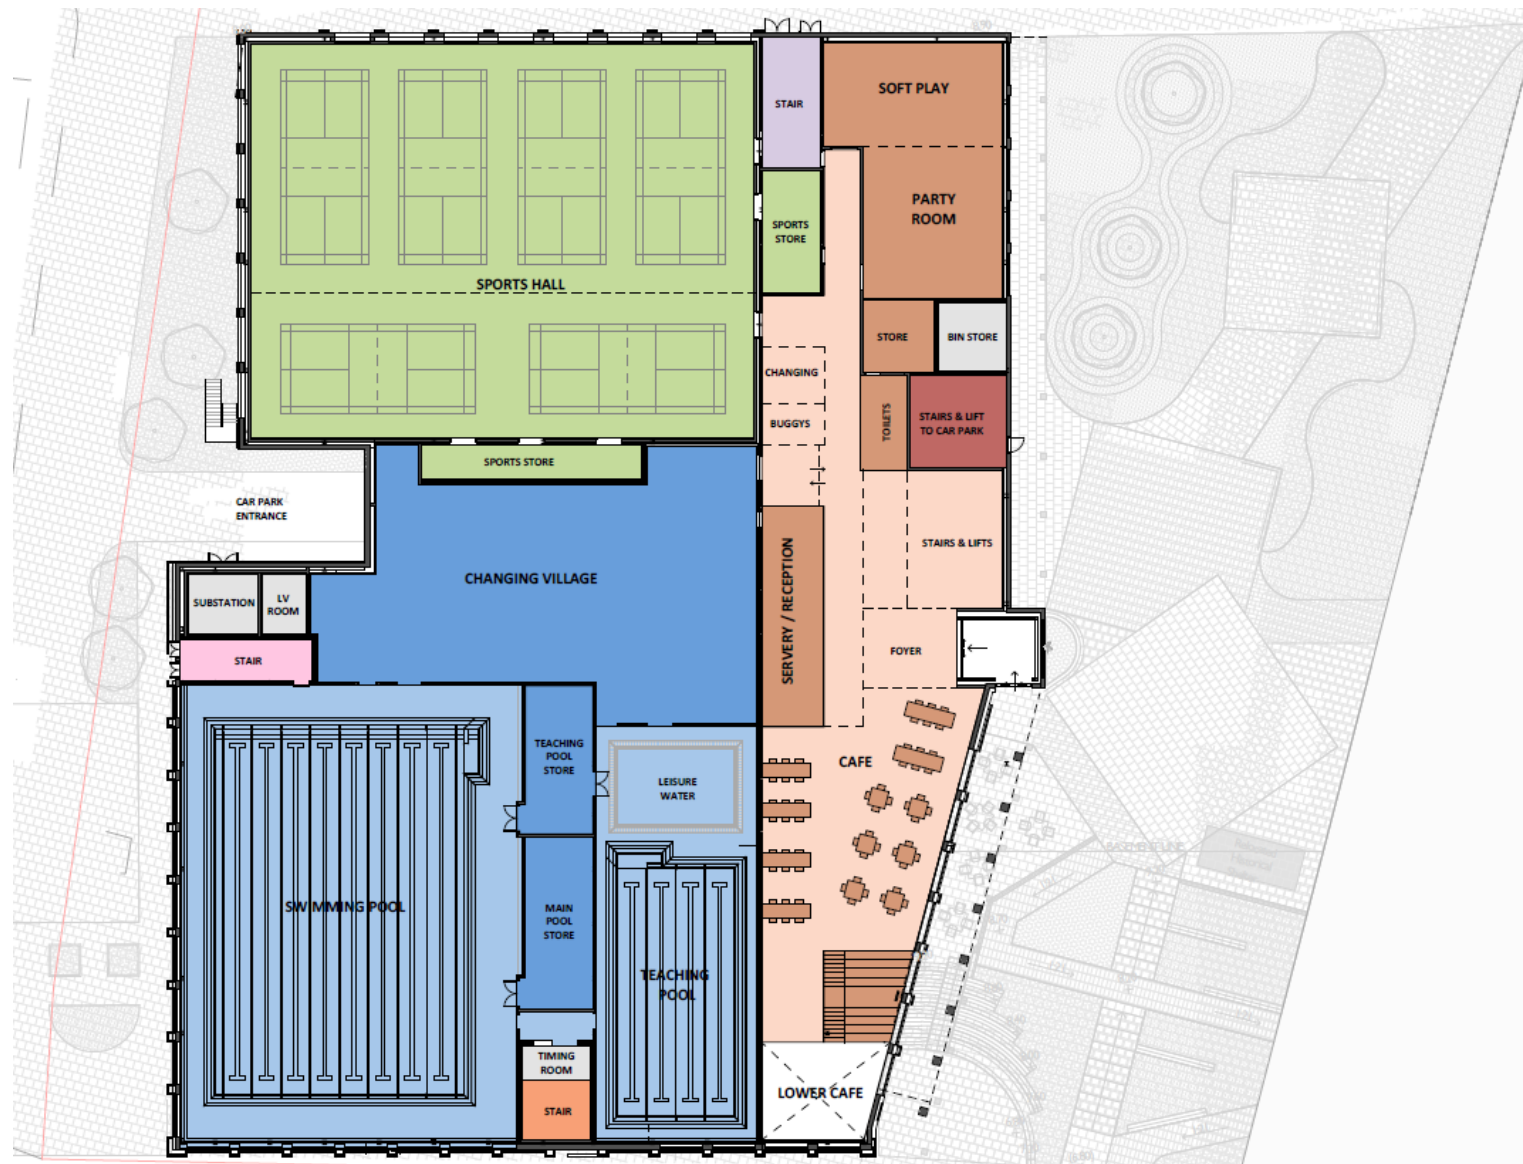 SOFT PLAY
STAIR
PARTY
ROOM
SPORTS
STORE
SPORTS HALL
STORE
BIN STORE
CHANGING
BUGGYS
TOILETS
STAIRS & LIFT
TO CAR PARK
SPORTS STORE
CAR PARK
ENTRANCE
STAIRS & LIFTS
CHANGING VILLAGE
SERVERY / RECEPTION
SUBSTATION
LV
ROOM
STAIR
FOYER
TEACHING
POOL
STORE
LEISURE
WATER
CAFE
SWIMMING POOL
MAIN
POOL
STORE
TEACHING
POOL
TIMING
ROOM
STAIR
LOWER CAFE